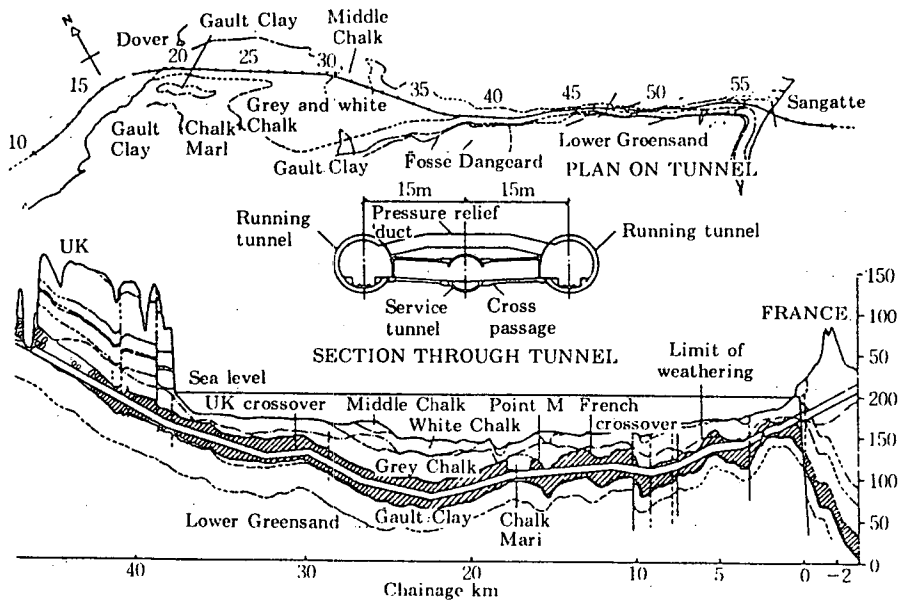 N
Dover
Gault Clay
Middle
Chalk
10
15
20
25
30
35
40
45
50
55
Sangatte
Grey and white
Chalk
Gault
Clay
Chalk
Marl
Gault Clay
Fosse Dangeard
Lower Greensand
PLAN ON TUNNEL
15m
15m
Running
tunnel
Pressure relief
duct
Running tunnel
Service
tunnel
Cross
passage
SECTION THROUGH TUNNEL
UK
FRANCE
150
100
50
200
150
100
50
0
Sea level
Limit of
weathering
UK crossover
Middle Chalk
White Chalk
Point M
French
crossover
Grey Chalk
Lower Greensand
Gault Clay
Chalk
Mari
40
30
20
10
5
0
-2
Chainage km